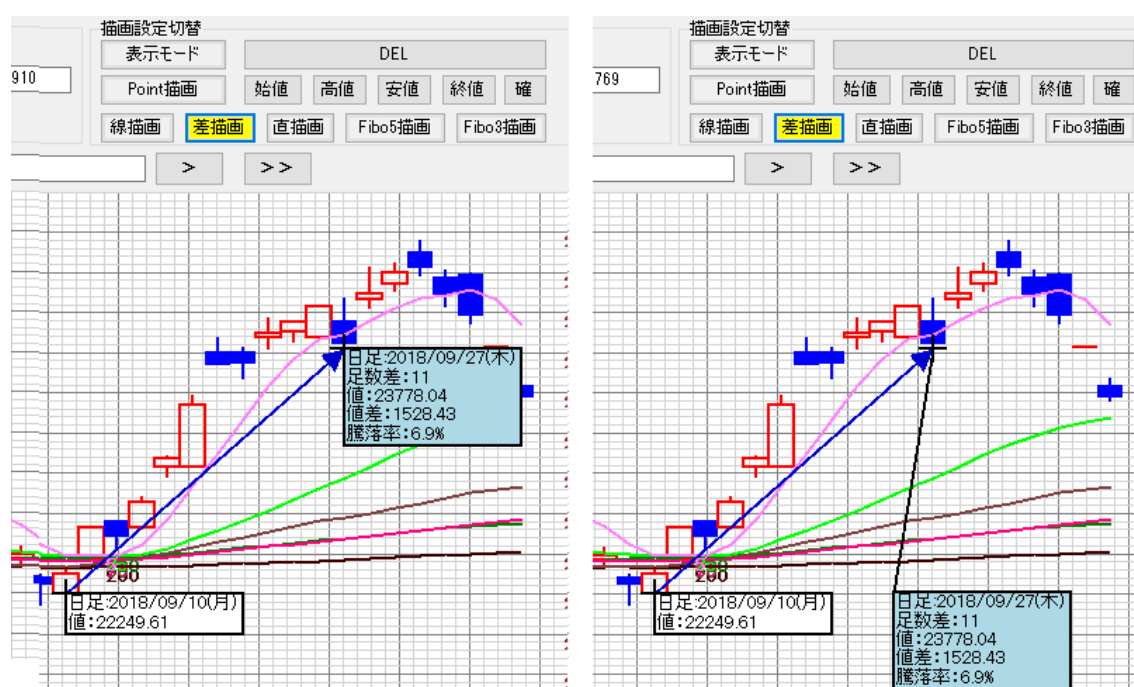 描画設定切替
表示モード DEL
910
Point描画 始値 高値 安値 終値 確
線描画 差描画 直描画 Fibo5描画 Fibo3描画
> >>
日足:2018/09/27(木)
足数差:11
値:23778.04
値差:1528.43
騰落率:6.9%
日足:2018/09/10(月)
値:22249.61
描画設定切替
表示モード DEL
769
Point描画 始値 高値 安値 終値 確
線描画 差描画 直描画 Fibo5描画 Fibo3描画
> >>
日足:2018/09/10(月)
値:22249.61
日足:2018/09/27(木)
足数差:11
値:23778.04
値差:1528.43
騰落率:6.9%